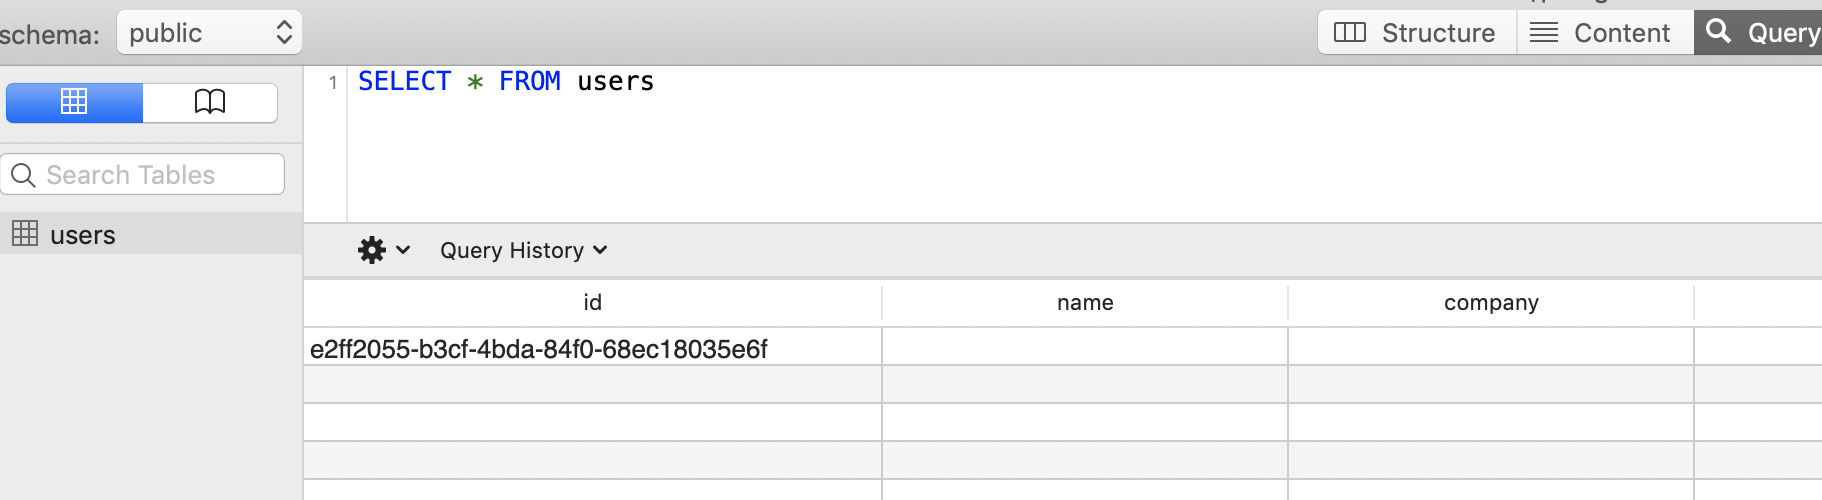 schema: public Structure Content Query
1 SELECT * FROM users
Search Tables
users
Query History
id name company
e2ff2055-b3cf-4bda-84f0-68ec18035e6f